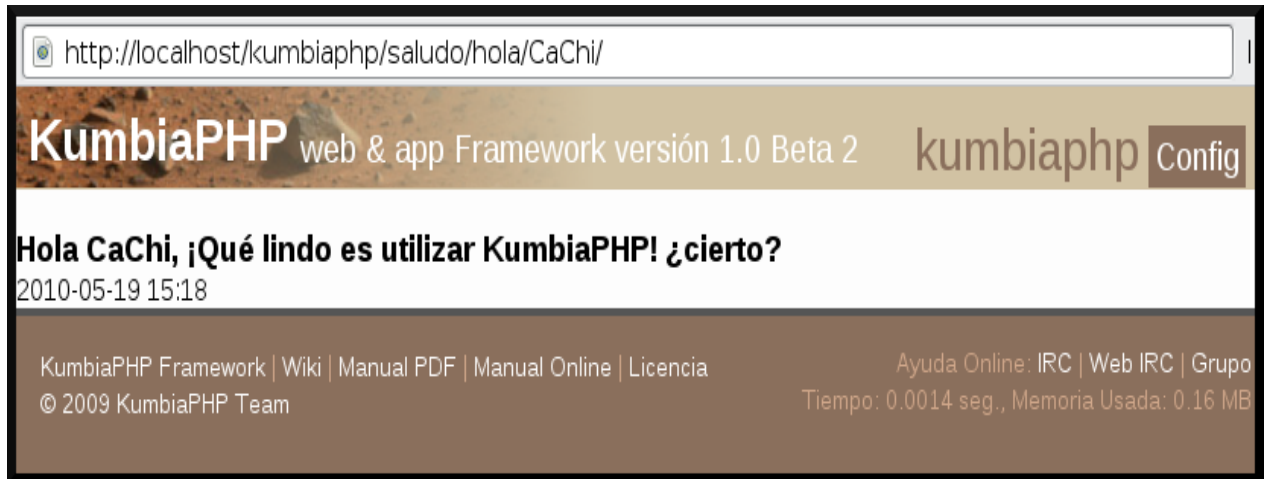 http://localhost/kumbiaphp/saludo/hola/CaChi/
KumbiaPHP web & app Framework versión 1.0 Beta 2 kumbiaphp Config
Hola CaChi, ¡Qué lindo es utilizar KumbiaPHP! ¿cierto?
2010-05-19 15:18
KumbiaPHP Framework | Wiki | Manual PDF | Manual Online | Licencia Ayuda Online: IRC | Web IRC | Grupo
© 2009 KumbiaPHP Team Tiempo: 0.0014 seg., Memoria Usada: 0.16 MB